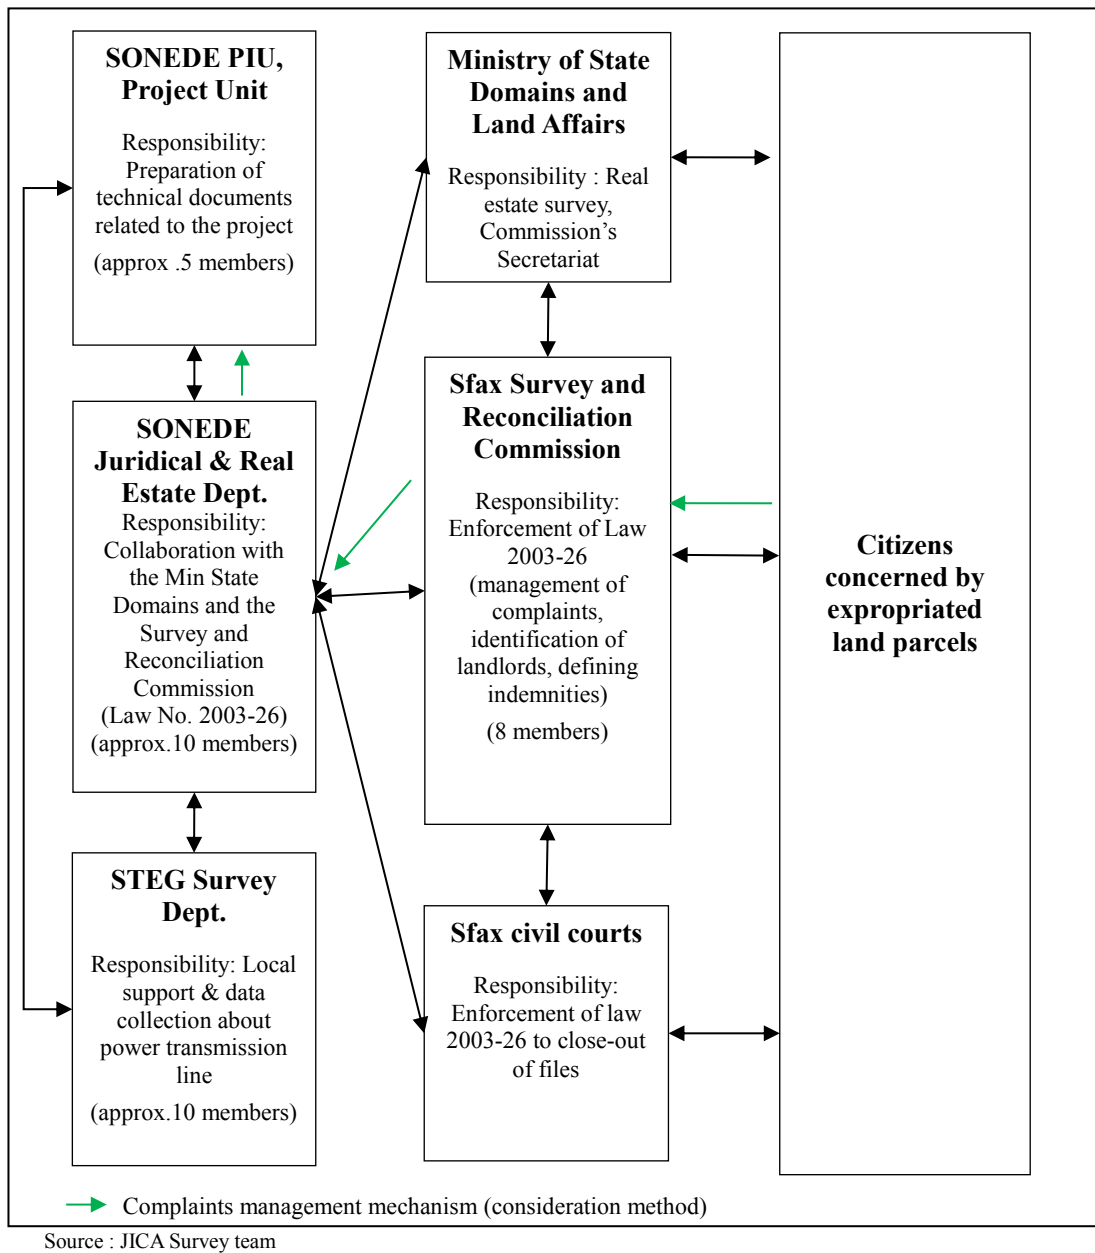 SONEDE PIU,
Project Unit
Responsibility:
Preparation of
technical documents
related to the project
(approx .5 members)
SONEDE
Juridical & Real
Estate Dept.
Responsibility:
Collaboration with
the Min State
Domains and the
Survey and
Reconciliation
Commission
(Law No. 2003-26)
(approx.10 members)
STEG Survey
Dept.
Responsibility: Local
support & data
collection about
power transmission
line
(approx.10 members)
Ministry of State
Domains and
Land Affairs
Responsibility : Real
estate survey,
Commission’s
Secretariat
Sfax Survey and
Reconciliation
Commission
Responsibility:
Enforcement of Law
2003-26
(management of
complaints,
identification of
landlords, defining
indemnities)
(8 members)
Sfax civil courts
Responsibility:
Enforcement of law
2003-26 to close-out
of files
Citizens
concerned by
expropriated
land parcels
Complaints management mechanism (consideration method)
Source : JICA Survey team